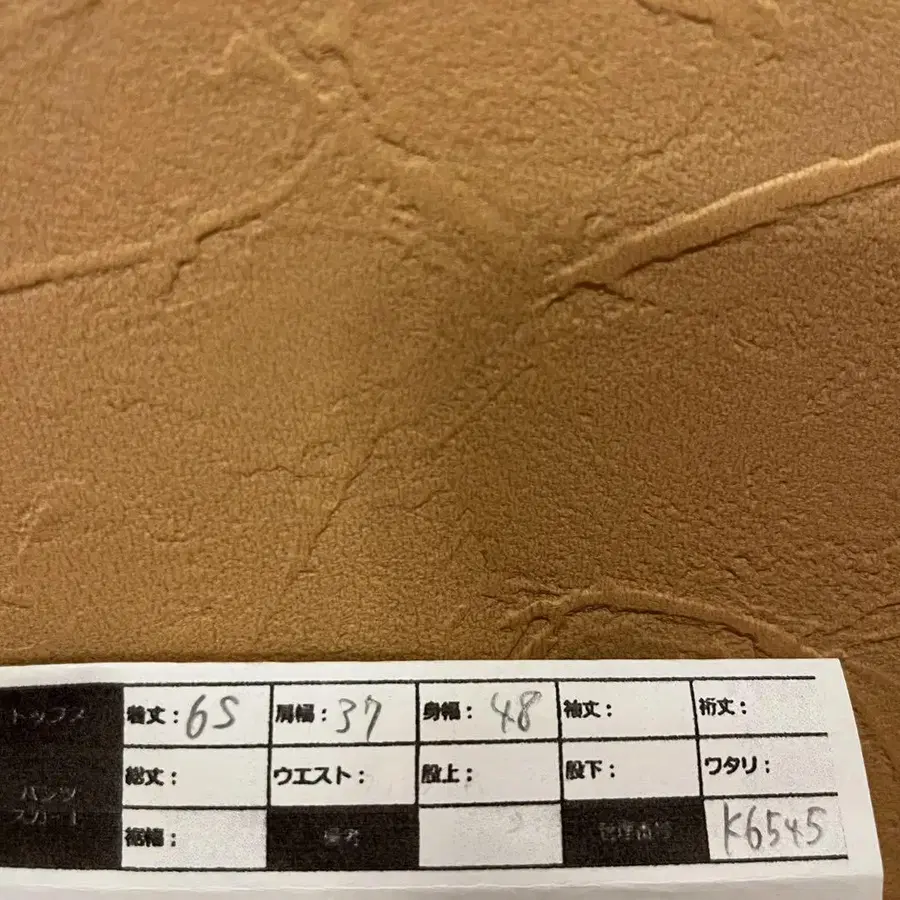 トップス 着丈：65 肩幅：37 身幅：48 袖丈： 裄丈：
総丈： ウエスト： 股上： 股下： ワタリ：
パンツ
スカート
裾幅： 備考 K6545